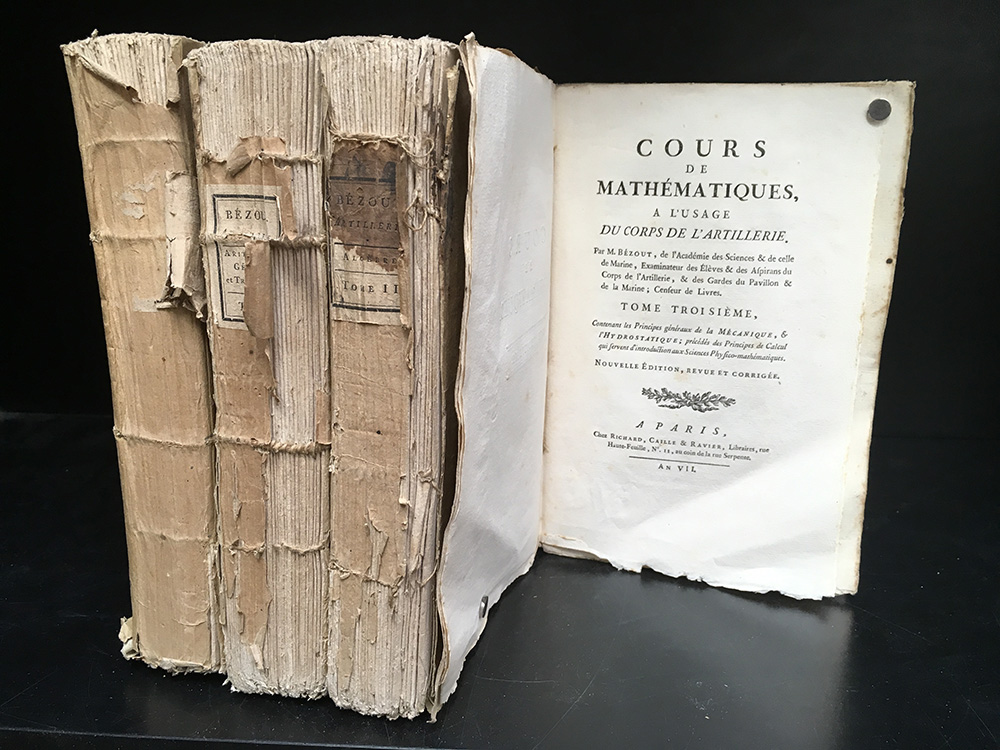 BÉZOU
BÉZOU
ARTILLERIE
ALGÈBRE
TOME II
COURS
DE
MATHÉMATIQUES,
A L'USAGE
DU CORPS DE L'ARTILLERIE.
Par M. BÉZOUT, de l'Académie des Sciences & de celle
de Marine, Examinateur des Élèves & des Aspirans du
Corps de l'Artillerie, & des Gardes du Pavillon &
de la Marine; Censeur de Livres.
TOME TROISIÈME,
Contenant les Principes généraux de la MÉCANIQUE, &
l'HYDROSTATIQUE; précédés des Principes de Calcul
qui servent d'introduction aux Sciences Physico-mathématiques.
NOUVELLE ÉDITION, REVUE ET CORRIGÉE.
A PARIS,
Chez RICHARD, CAILLE & RAVIER, Libraires, rue
Haute-Feuille, N°. 11, au coin de la rue Serpente.
AN VII.